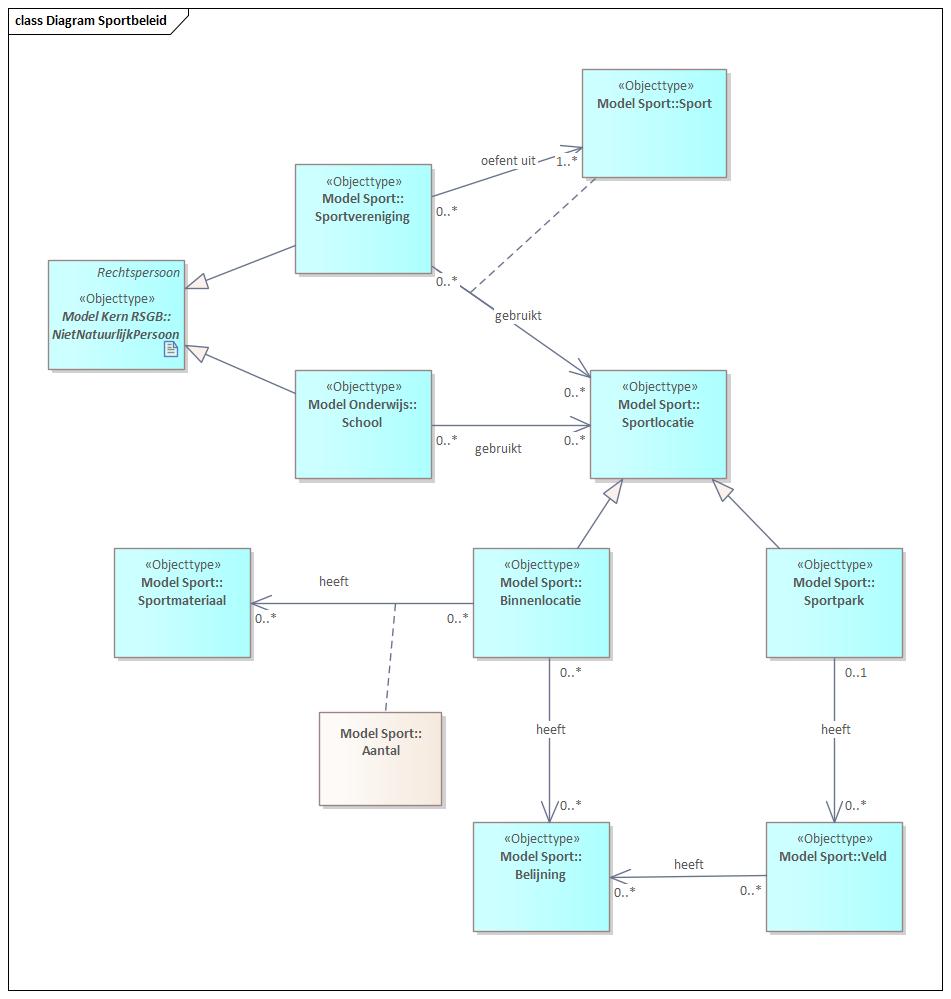 class Diagram Sportbeleid
«Objecttype»
Model Sport::Sport
oefent uit
1..*
0..*
«Objecttype»
Model Sport::
Sportvereniging
0..*
gebruikt
0..*
Rechtspersoon
«Objecttype»
Model Kern RSGB::
NietNatuurlijkPersoon
«Objecttype»
Model Onderwijs::
School
0..*
gebruikt
0..*
«Objecttype»
Model Sport::
Sportlocatie
«Objecttype»
Model Sport::
Sportmateriaal
heeft
0..*
0..*
«Objecttype»
Model Sport::
Binnenlocatie
«Objecttype»
Model Sport::
Sportpark
0..*
heeft
0..*
0..1
heeft
0..*
Model Sport::
Aantal
«Objecttype»
Model Sport::
Belijning
heeft
0..*
0..*
«Objecttype»
Model Sport::Veld